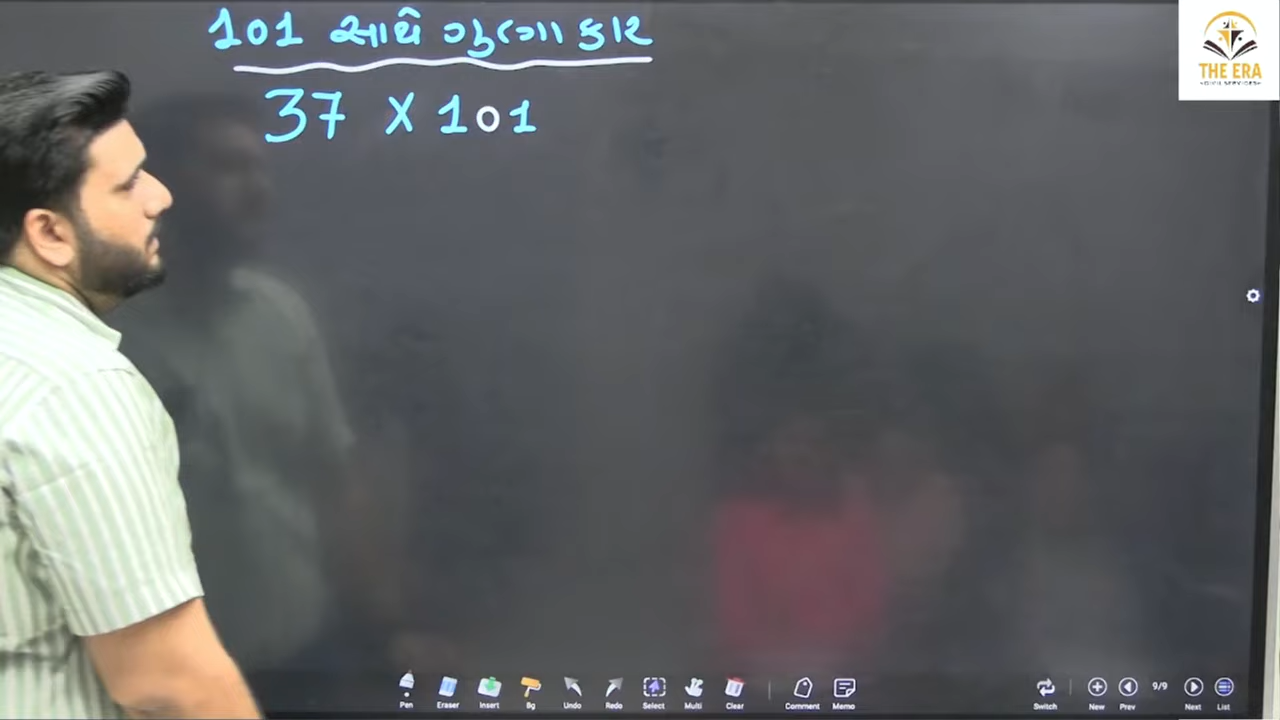 101 સાથે ગુણાકાર
37 X 101
THE ERA
Pen
Eraser
Insert
Bg
Undo
Redo
Select
Multi
Clear
Comment
Memo
Switch
New
Prev
9/9
Next
List